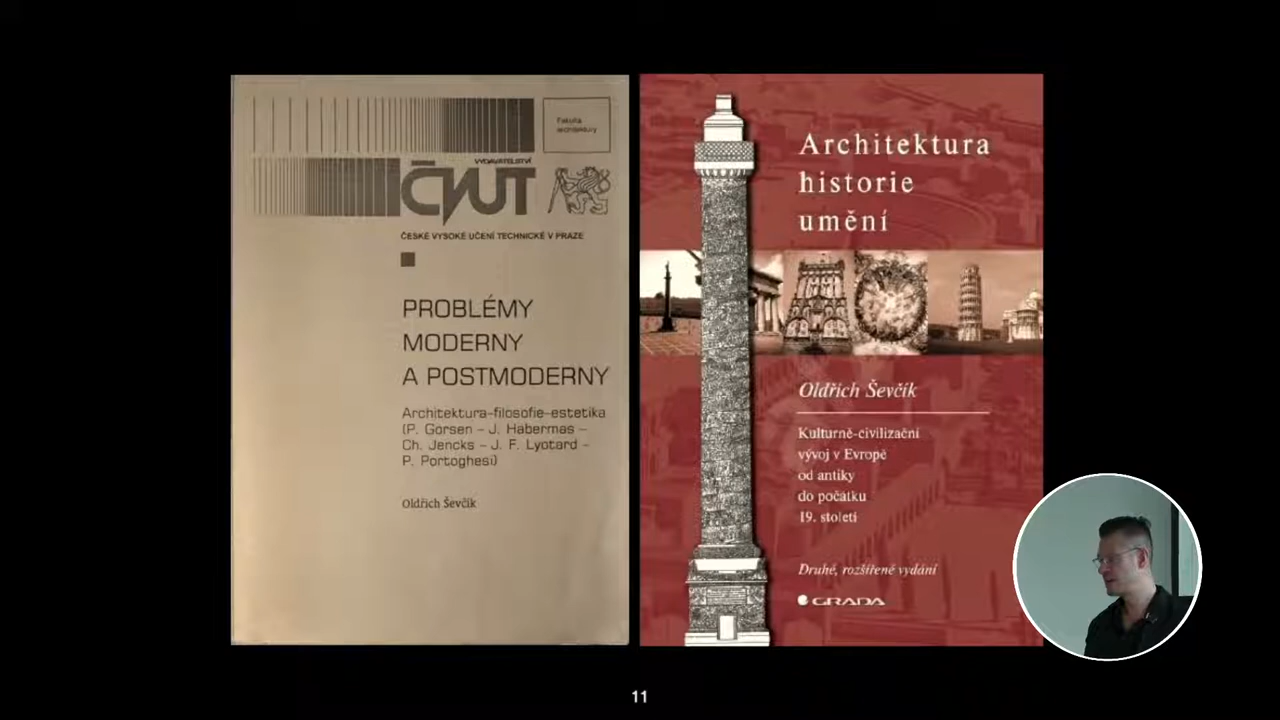 Fakulta
architektury
VYDAVATELSTVÍ
ČVUT
ČESKÉ VYSOKÉ UČENÍ TECHNICKÉ V PRAZE
PROBLÉMY
MODERNY
A POSTMODERNY
Architektura-filosofie-estetika
(P. Gorsen – J. Habermas –
Ch. Jencks – J. F. Lyotard –
P. Portoghesi)
Oldřich Ševčík
Architektura
historie
umění
Oldřich Ševčík
Kulturně-civilizační
vývoj v Evropě
od antiky
do počátku
19. století
Druhé, rozšířené vydání
GRADA
11